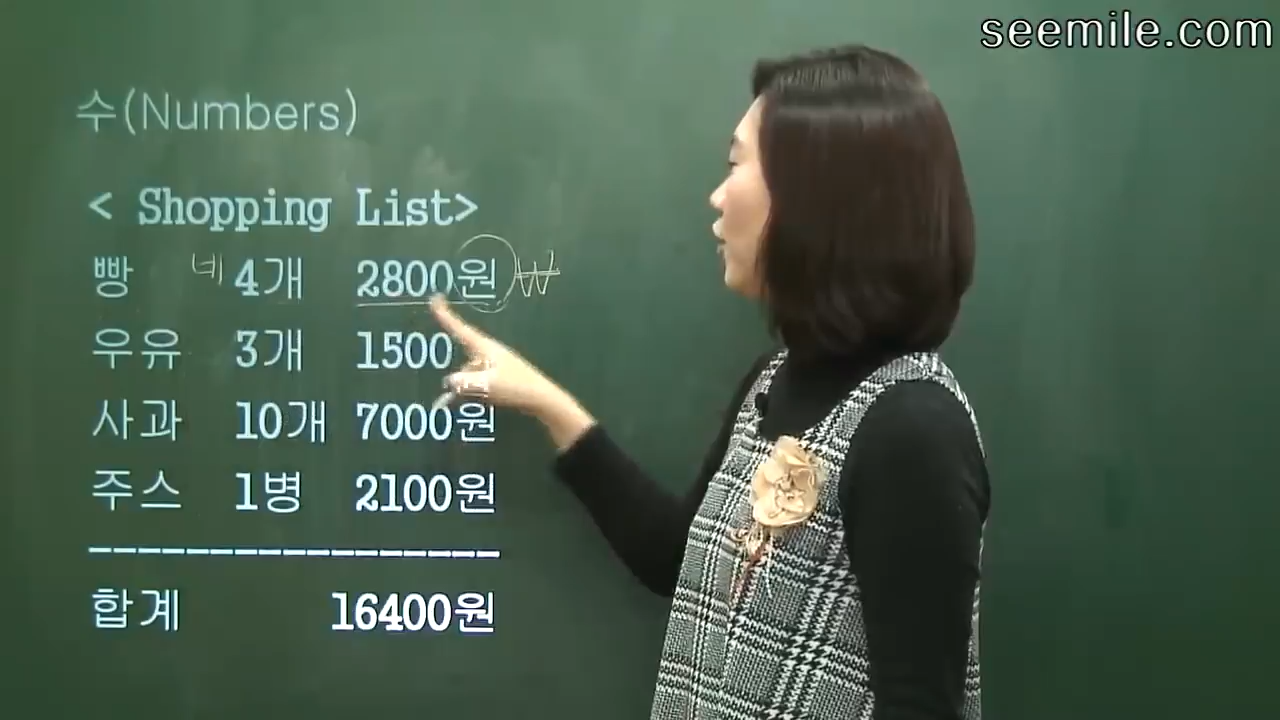 seemile.com
수(Numbers)
< Shopping List>
빵 네 4개 2800원 ₩
우유 3개 1500
사과 10개 7000원
주스 1병 2100원
합계 16400원